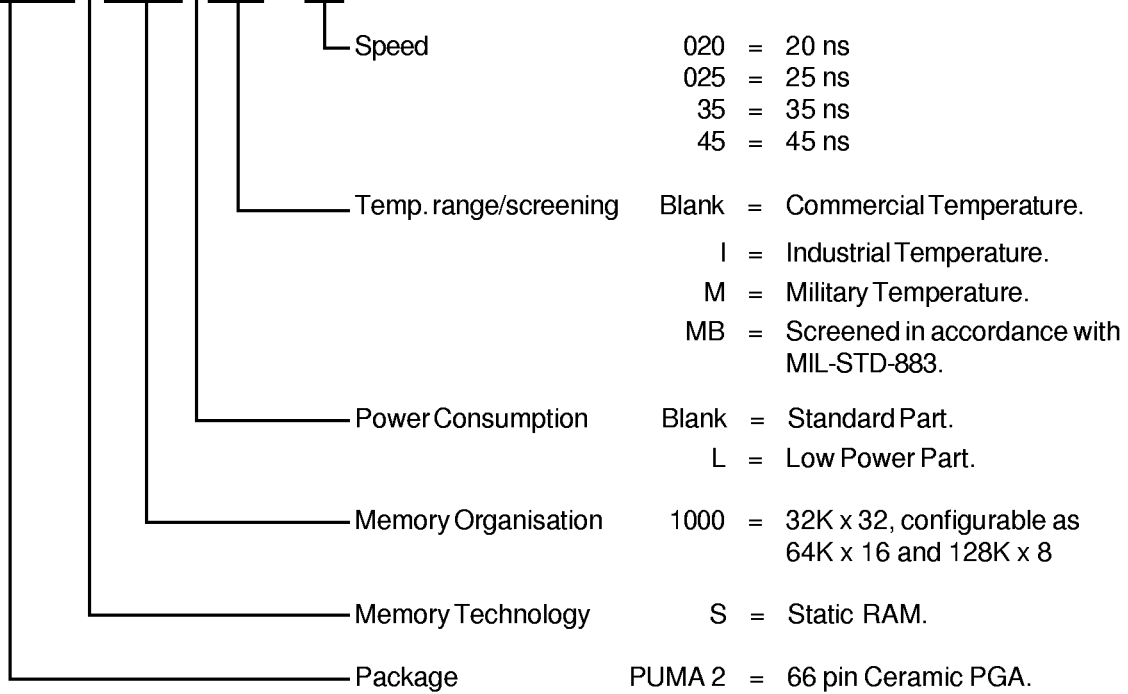 Speed 020 = 20 ns
025 = 25 ns
35 = 35 ns
45 = 45 ns
Temp. range/screening Blank = Commercial Temperature.
I = Industrial Temperature.
M = Military Temperature.
MB = Screened in accordance with
MIL-STD-883.
Power Consumption Blank = Standard Part.
L = Low Power Part.
Memory Organisation 1000 = 32K x 32, configurable as
64K x 16 and 128K x 8
Memory Technology S = Static RAM.
Package PUMA 2 = 66 pin Ceramic PGA.